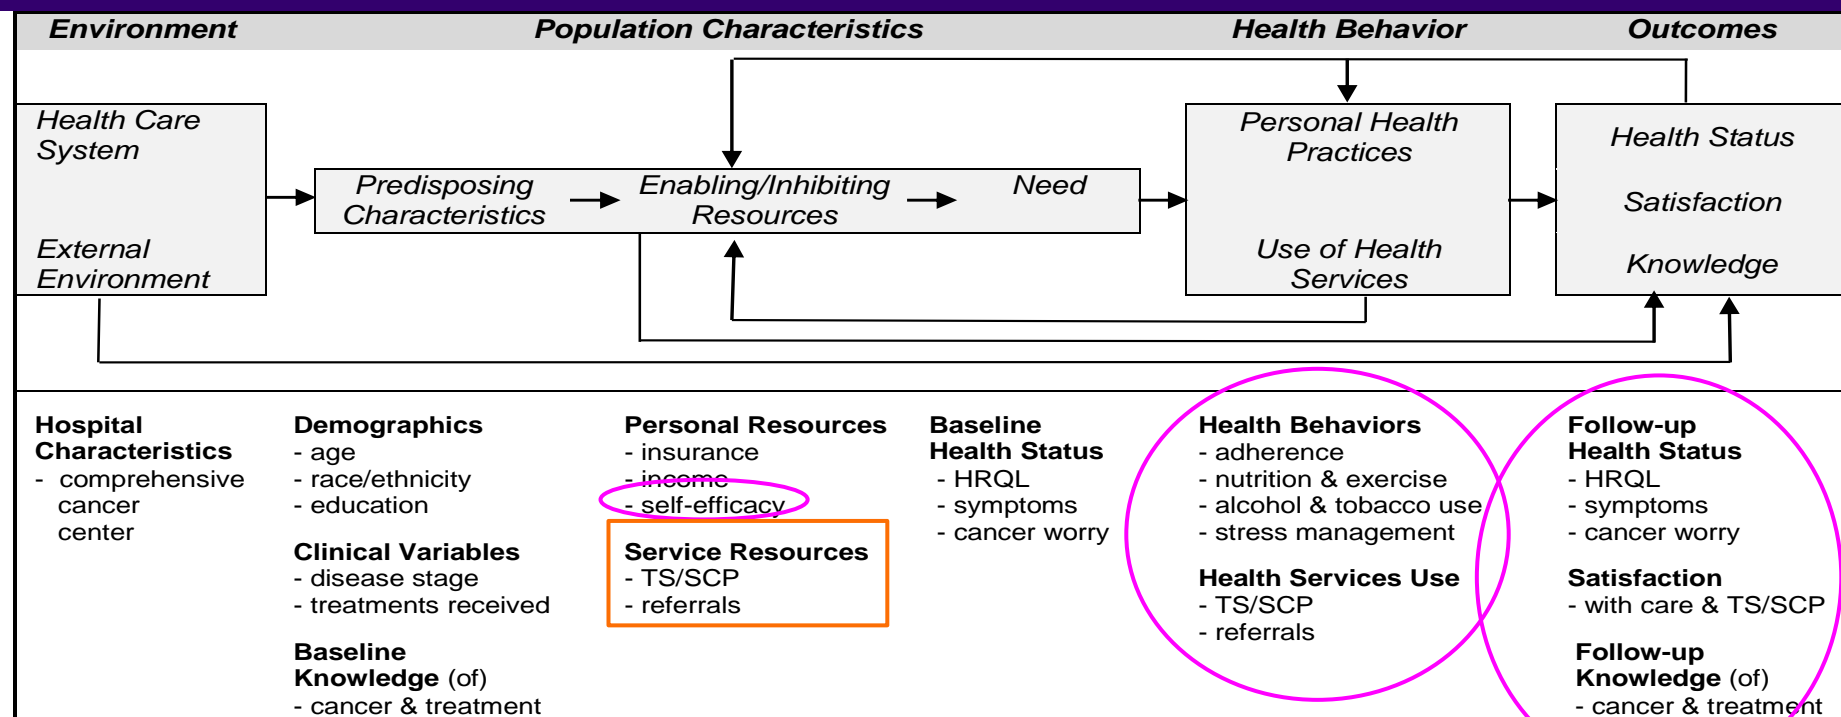 Environment
Population Characteristics
Health Behavior
Outcomes
Health Care
System
External
Environment
Predisposing
Characteristics
Enabling/Inhibiting
Resources
Need
Personal Health
Practices
Use of Health
Services
Health Status
Satisfaction
Knowledge
Hospital
Characteristics
- comprehensive
cancer
center
Demographics
- age
- race/ethnicity
- education
Clinical Variables
- disease stage
- treatments received
Baseline
Knowledge (of)
- cancer & treatment
Personal Resources
- insurance
- income
- self-efficacy
Service Resources
- TS/SCP
- referrals
Baseline
Health Status
- HRQL
- symptoms
- cancer worry
Health Behaviors
- adherence
- nutrition & exercise
- alcohol & tobacco use
- stress management
Health Services Use
- TS/SCP
- referrals
Follow-up
Health Status
- HRQL
- symptoms
- cancer worry
Satisfaction
- with care & TS/SCP
Follow-up
Knowledge (of)
- cancer & treatment